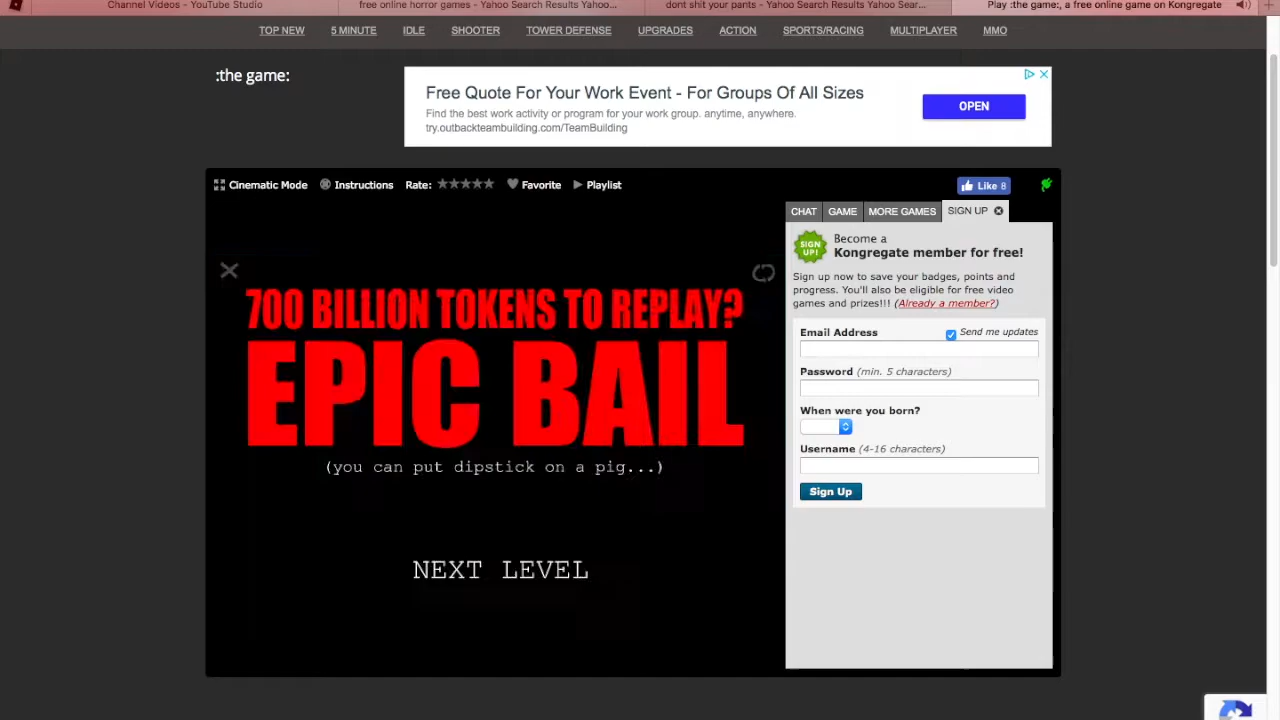 Channel Videos - YouTube Studio
free online horror games - Yahoo Search Results Yahoo...
dont shit your pants - Yahoo Search Results Yahoo Sear...
Play :the game:, a free online game on Kongregate
TOP NEW 5 MINUTE IDLE SHOOTER TOWER DEFENSE UPGRADES ACTION SPORTS/RACING MULTIPLAYER MMO
:the game:
Free Quote For Your Work Event - For Groups Of All Sizes
Find the best work activity or program for your work group. anytime, anywhere.
try.outbackteambuilding.com/TeamBuilding
OPEN
Cinematic Mode Instructions Rate: Favorite Playlist
Like 8
CHAT GAME MORE GAMES SIGN UP
700 BILLION TOKENS TO REPLAY?
EPIC BAIL
(you can put dipstick on a pig...)
NEXT LEVEL
SIGN UP!
Become a
Kongregate member for free!
Sign up now to save your badges, points and
progress. You'll also be eligible for free video
games and prizes!!! (Already a member?)
Email Address Send me updates
Password (min. 5 characters)
When were you born?
Username (4-16 characters)
Sign Up